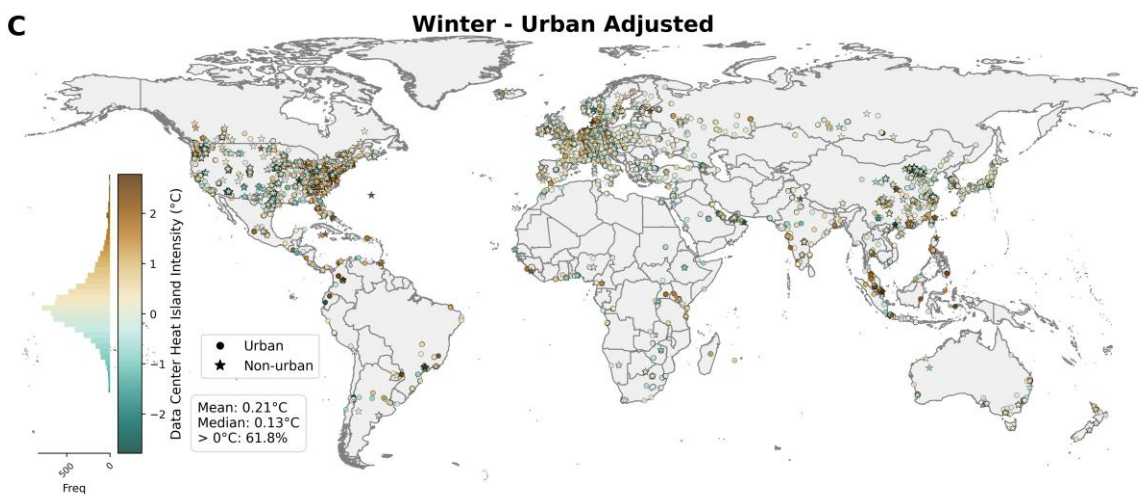 C
Winter - Urban Adjusted
Data Center Heat Island Intensity (°C)
2
1
0
−1
−2
500
0
Freq
Urban
Non-urban
Mean: 0.21°C
Median: 0.13°C
> 0°C: 61.8%